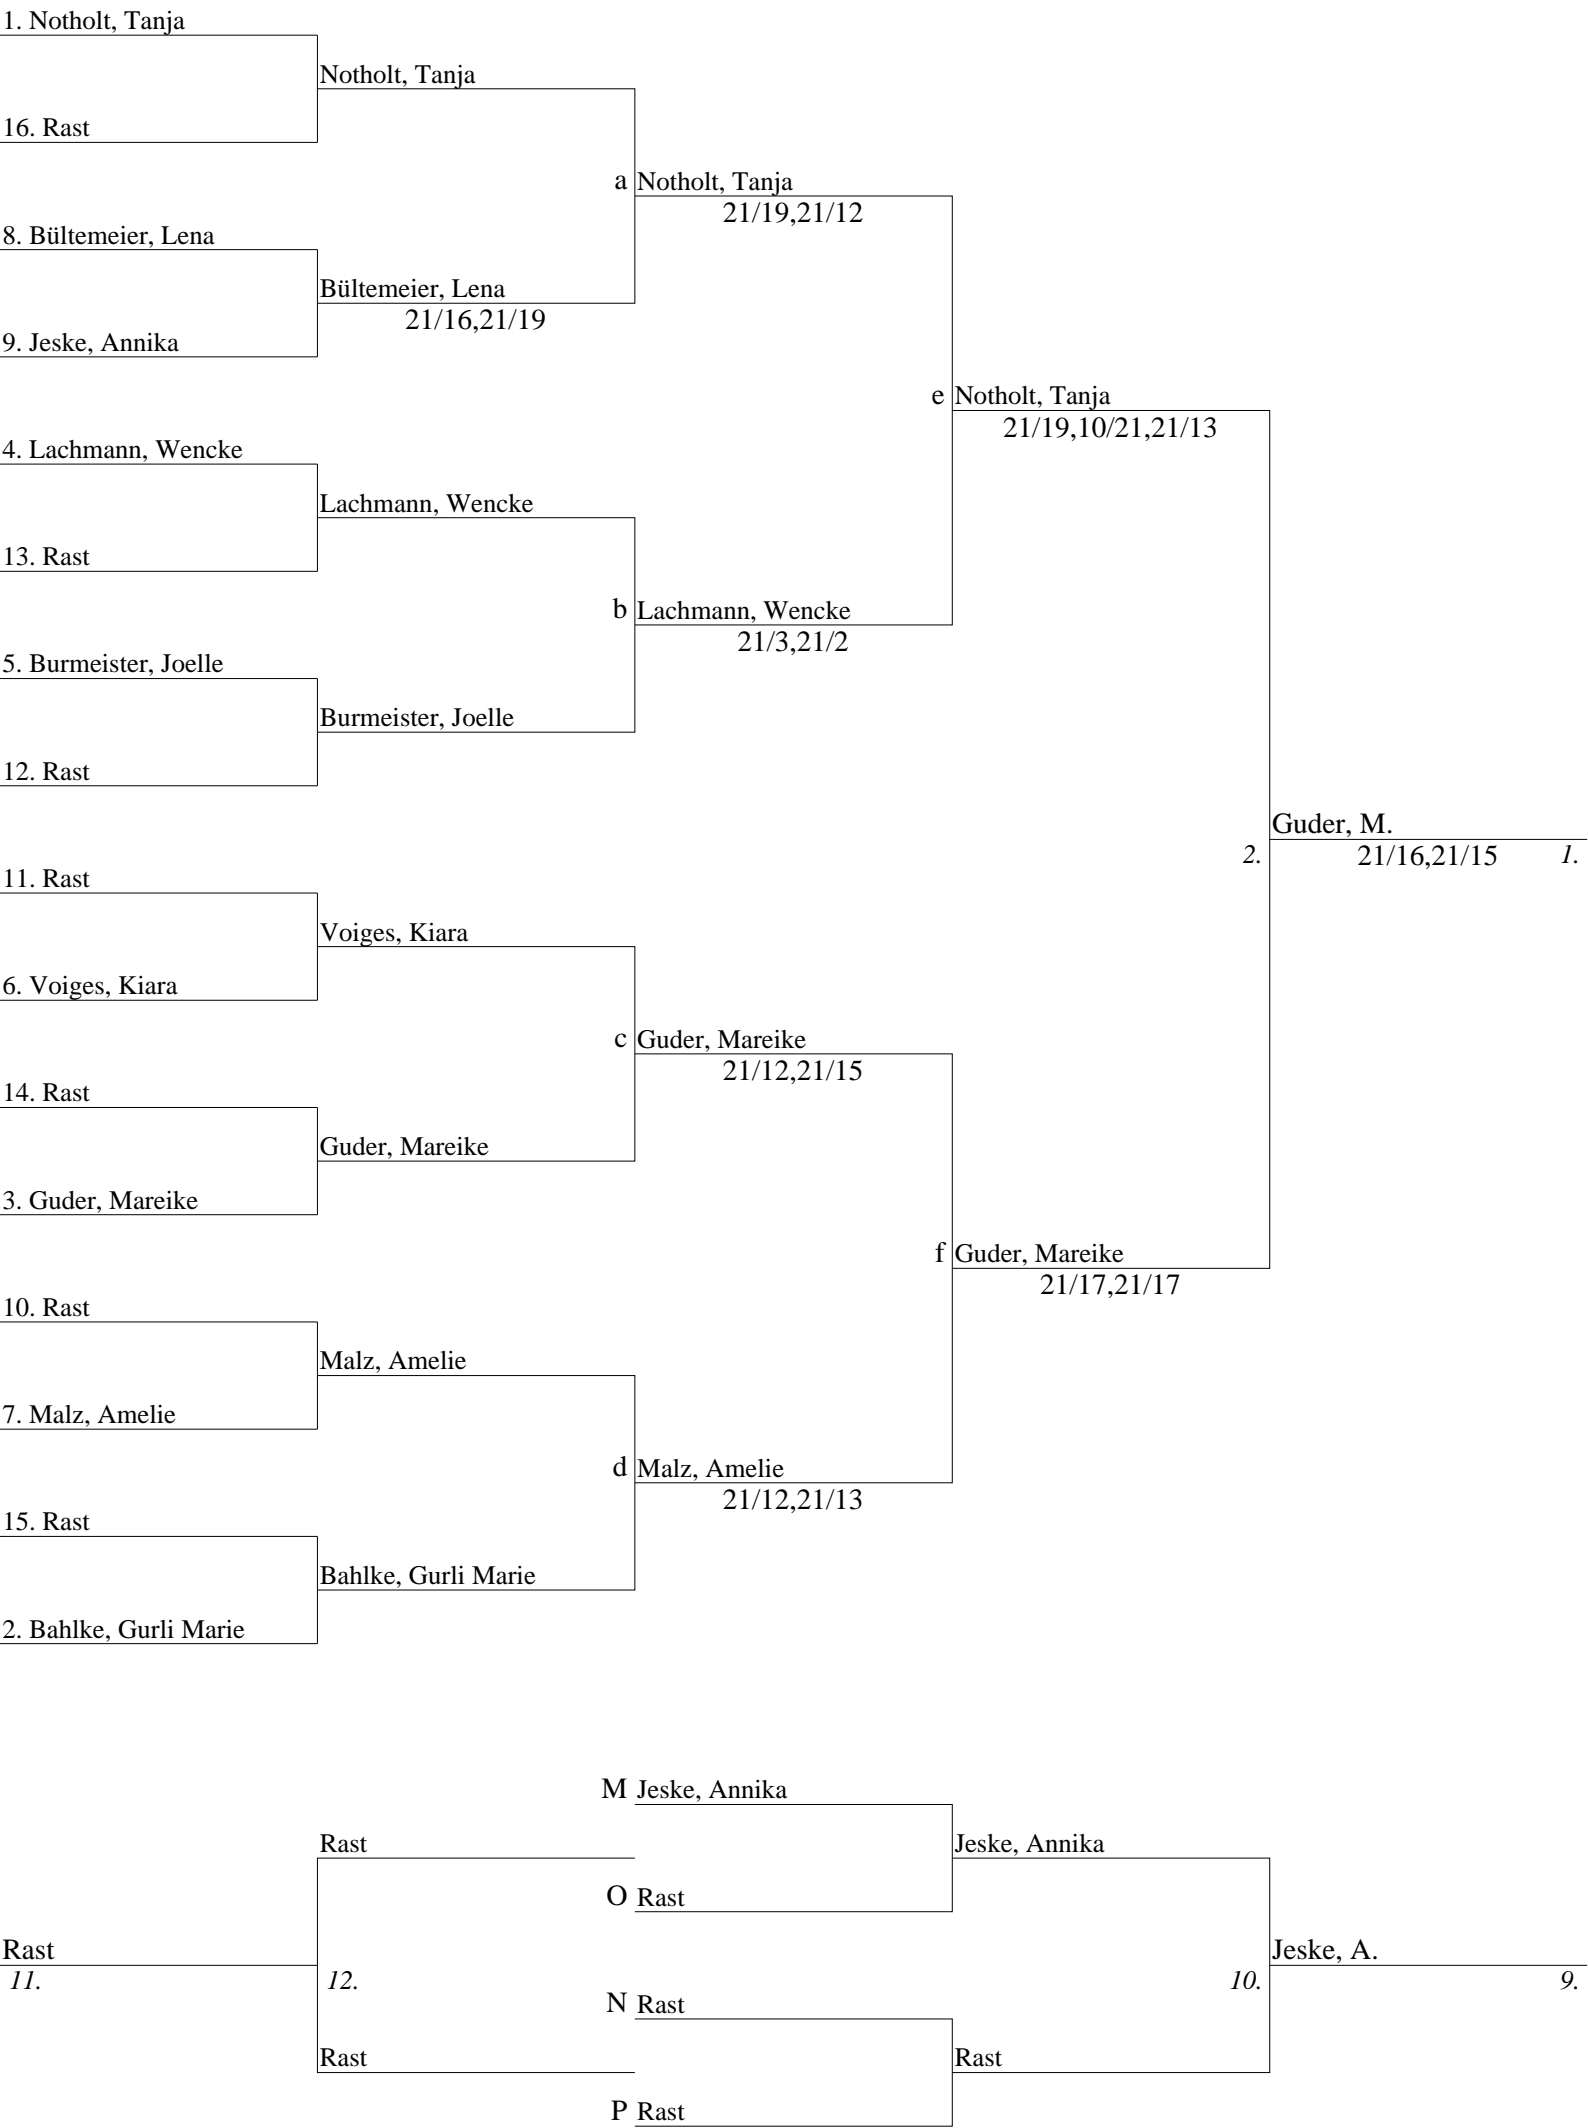 1. Notholt, Tanja
Notholt, Tanja
16. Rast
a Notholt, Tanja
21/19,21/12
8. Bültemeier, Lena
Bültemeier, Lena
21/16,21/19
9. Jeske, Annika
e Notholt, Tanja
21/19,10/21,21/13
4. Lachmann, Wencke
Lachmann, Wencke
13. Rast
b Lachmann, Wencke
21/3,21/2
5. Burmeister, Joelle
Burmeister, Joelle
12. Rast
Guder, M.
2. 21/16,21/15 1.
11. Rast
Voiges, Kiara
6. Voiges, Kiara
c Guder, Mareike
21/12,21/15
14. Rast
Guder, Mareike
3. Guder, Mareike
f Guder, Mareike
21/17,21/17
10. Rast
Malz, Amelie
7. Malz, Amelie
d Malz, Amelie
21/12,21/13
15. Rast
Bahlke, Gurli Marie
2. Bahlke, Gurli Marie
M Jeske, Annika
Rast Jeske, Annika
O Rast
Rast Jeske, A.
11. 12. 10. 9.
N Rast
Rast Rast
P Rast